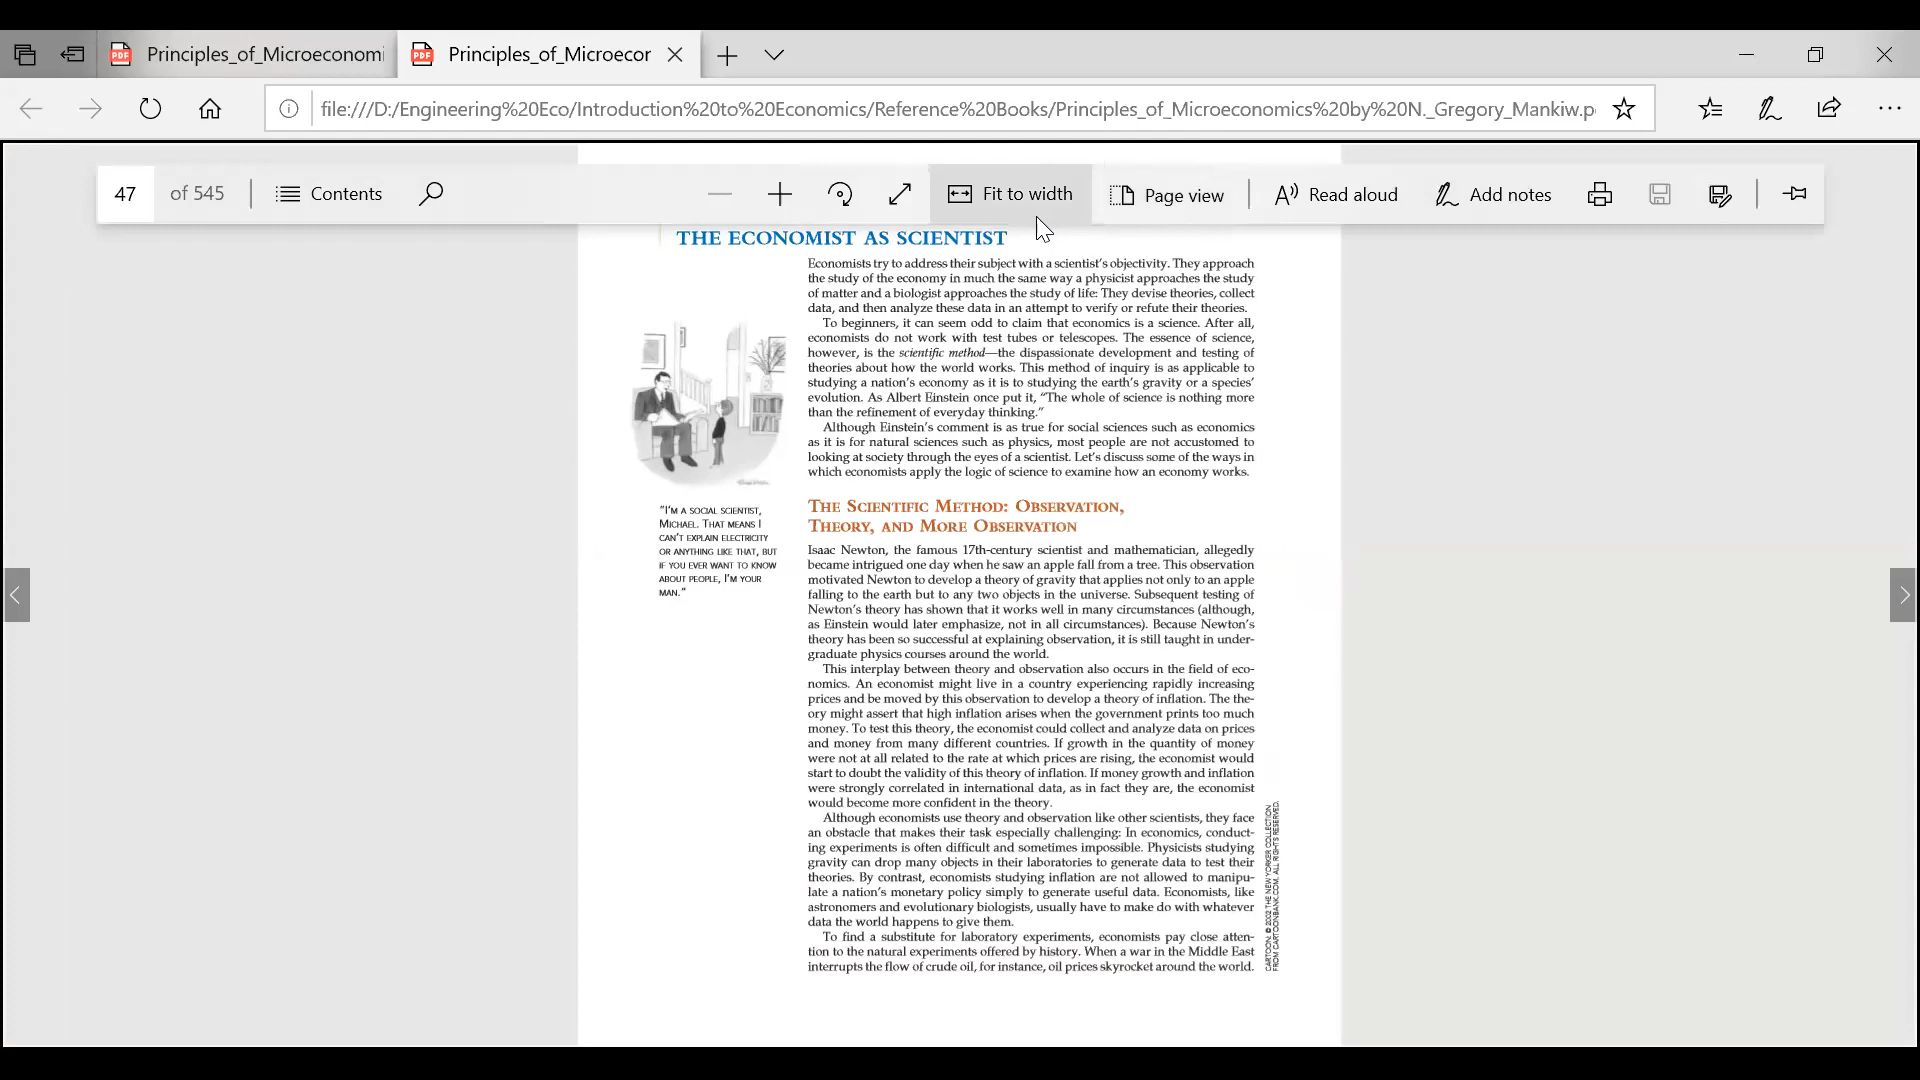 Principles_of_Microeconomi
Principles_of_Microecor
file:///D:/Engineering%20Eco/Introduction%20to%20Economics/Reference%20Books/Principles_of_Microeconomics%20by%20N._Gregory_Mankiw.p
47 of 545 Contents Fit to width Page view Read aloud Add notes
THE ECONOMIST AS SCIENTIST
Economists try to address their subject with a scientist's objectivity. They approach
the study of the economy in much the same way a physicist approaches the study
of matter and a biologist approaches the study of life: They devise theories, collect
data, and then analyze these data in an attempt to verify or refute their theories.
To beginners, it can seem odd to claim that economics is a science. After all,
economists do not work with test tubes or telescopes. The essence of science,
however, is the scientific method—the dispassionate development and testing of
theories about how the world works. This method of inquiry is as applicable to
studying a nation's economy as it is to studying the earth's gravity or a species'
evolution. As Albert Einstein once put it, "The whole of science is nothing more
than the refinement of everyday thinking."
Although Einstein's comment is as true for social sciences such as economics
as it is for natural sciences such as physics, most people are not accustomed to
looking at society through the eyes of a scientist. Let's discuss some of the ways in
which economists apply the logic of science to examine how an economy works.
"I'M A SOCIAL SCIENTIST,
MICHAEL. THAT MEANS I
CAN'T EXPLAIN ELECTRICITY
OR ANYTHING LIKE THAT, BUT
IF YOU EVER WANT TO KNOW
ABOUT PEOPLE, I'M YOUR
MAN."
THE SCIENTIFIC METHOD: OBSERVATION,
THEORY, AND MORE OBSERVATION
Isaac Newton, the famous 17th-century scientist and mathematician, allegedly
became intrigued one day when he saw an apple fall from a tree. This observation
motivated Newton to develop a theory of gravity that applies not only to an apple
falling to the earth but to any two objects in the universe. Subsequent testing of
Newton's theory has shown that it works well in many circumstances (although,
as Einstein would later emphasize, not in all circumstances). Because Newton's
theory has been so successful at explaining observation, it is still taught in under-
graduate physics courses around the world.
This interplay between theory and observation also occurs in the field of eco-
nomics. An economist might live in a country experiencing rapidly increasing
prices and be moved by this observation to develop a theory of inflation. The the-
ory might assert that high inflation arises when the government prints too much
money. To test this theory, the economist could collect and analyze data on prices
and money from many different countries. If growth in the quantity of money
were not at all related to the rate at which prices are rising, the economist would
start to doubt the validity of this theory of inflation. If money growth and inflation
were strongly correlated in international data, as in fact they are, the economist
would become more confident in the theory.
Although economists use theory and observation like other scientists, they face
an obstacle that makes their task especially challenging: In economics, conduct-
ing experiments is often difficult and sometimes impossible. Physicists studying
gravity can drop many objects in their laboratories to generate data to test their
theories. By contrast, economists studying inflation are not allowed to manipu-
late a nation's monetary policy simply to generate useful data. Economists, like
astronomers and evolutionary biologists, usually have to make do with whatever
data the world happens to give them.
To find a substitute for laboratory experiments, economists pay close atten-
tion to the natural experiments offered by history. When a war in the Middle East
interrupts the flow of crude oil, for instance, oil prices skyrocket around the world.
CARTOON: © 2002 THE NEW YORKER COLLECTION
FROM CARTOONBANK.COM. ALL RIGHTS RESERVED.